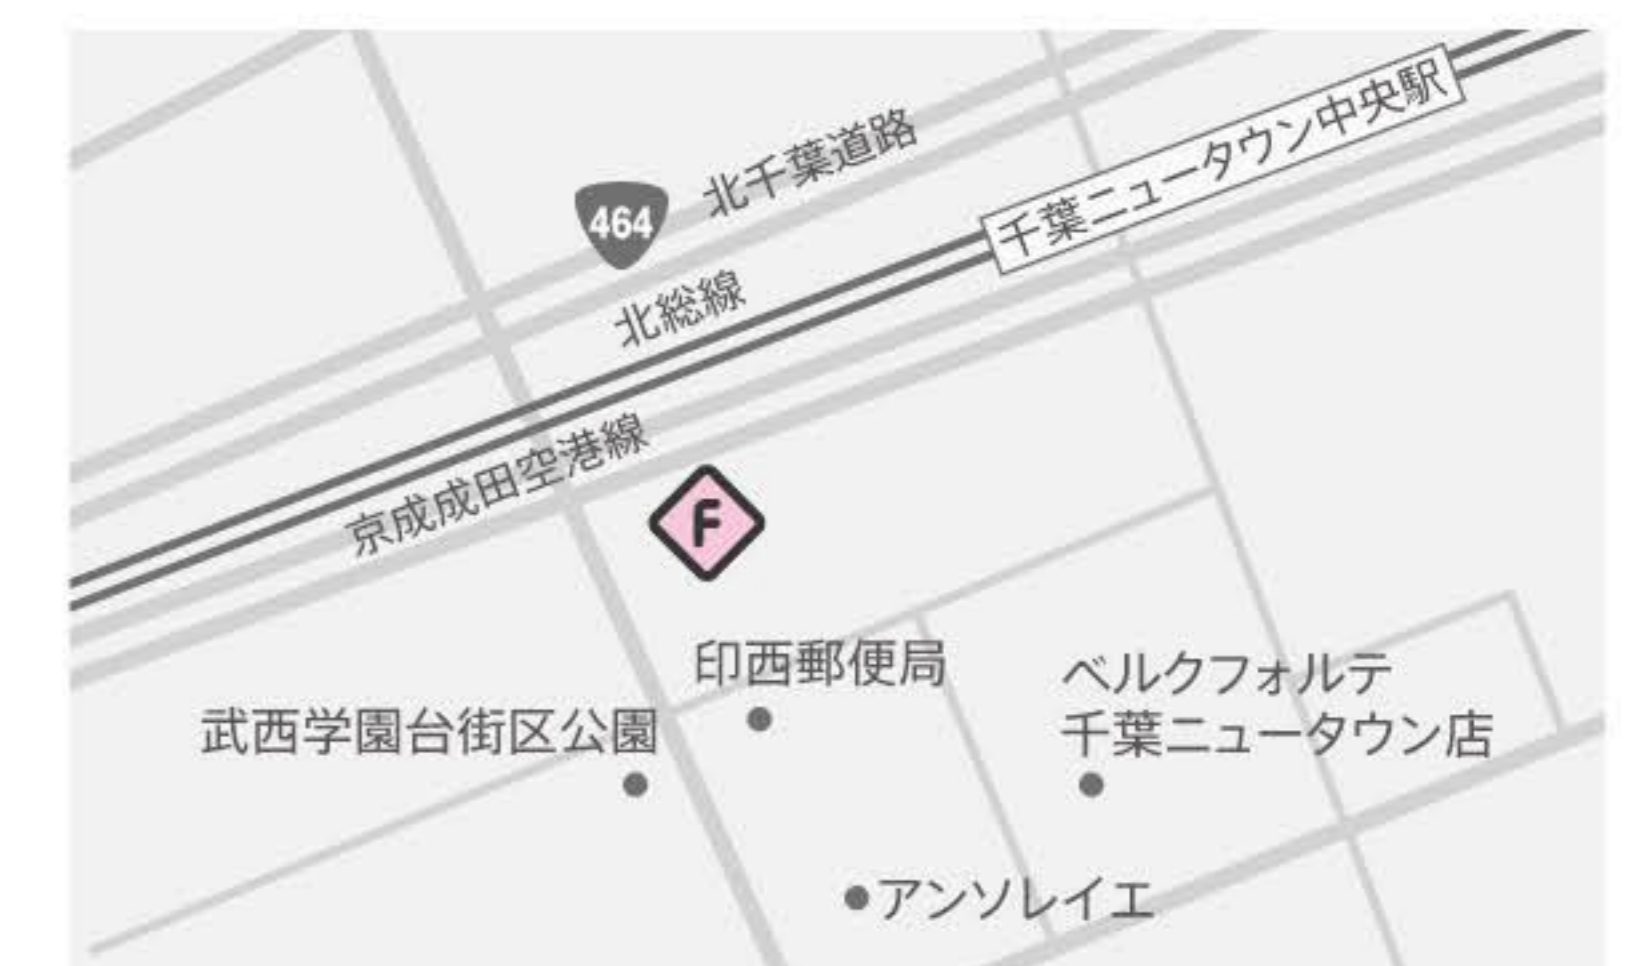 千葉ニュータウン中央駅
北千葉道路
464
北総線
京成成田空港線
F
印西郵便局
ベルクフォルテ
千葉ニュータウン店
武西学園台街区公園
アンソレイエ